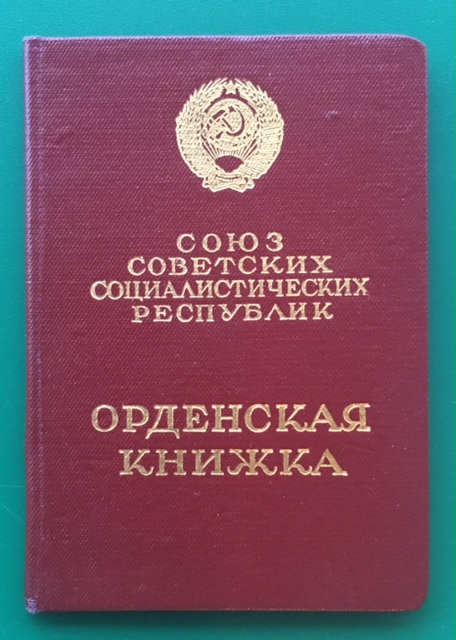 СОЮЗ
СОВЕТСКИХ
СОЦИАЛИСТИЧЕСКИХ
РЕСПУБЛИК
ОРДЕНСКАЯ
КНИЖКА